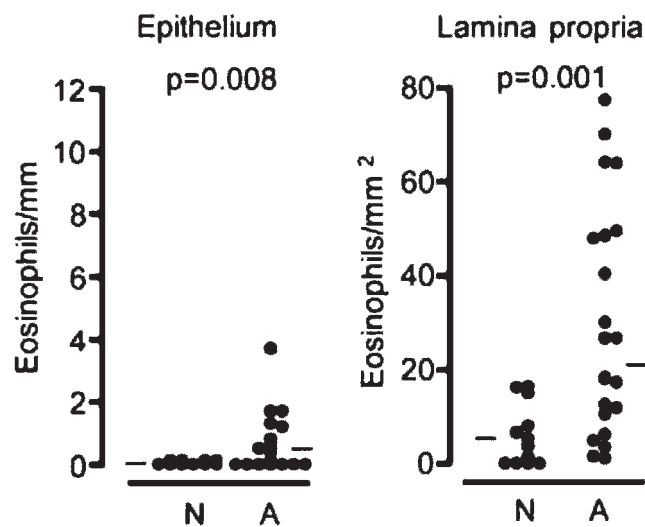 Epithelium
p=0.008
Eosinophils/mm
12
10
8
6
4
2
0
N A
Lamina propria
p=0.001
Eosinophils/mm²
80
60
40
20
0
N A